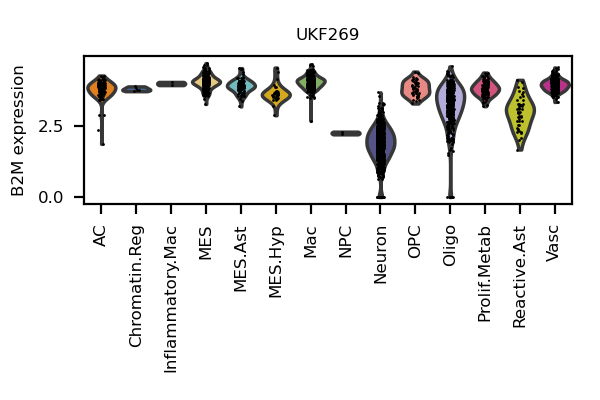 UKF269
B2M expression
2.5
0.0
AC
Chromatin.Reg
Inflammatory.Mac
MES
MES.Ast
MES.Hyp
Mac
NPC
Neuron
OPC
Oligo
Prolif.Metab
Reactive.Ast
Vasc